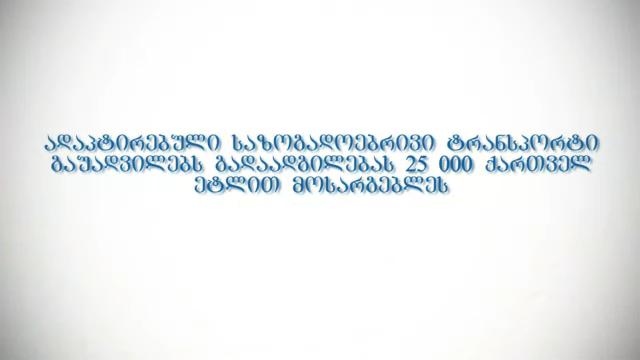 ადაპტირებული საზოგადოებრივი ტრანსპორტი
გაუადვილებს გადაადგილებას 25 000 ქართველ
ეტლით მოსარგებლეს